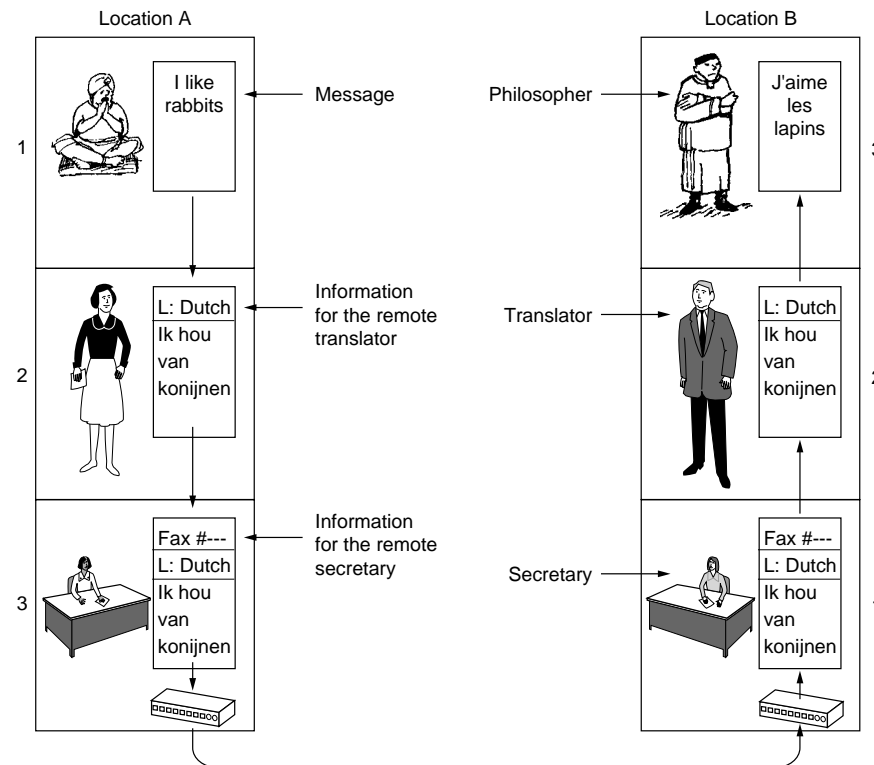 Location A
1
I like
rabbits
Message
2
L: Dutch
Ik hou
van
konijnen
Information
for the remote
translator
3
Fax #---
L: Dutch
Ik hou
van
konijnen
Information
for the remote
secretary
Location B
Philosopher
J'aime
les
lapins
Translator
L: Dutch
Ik hou
van
konijnen
Secretary
Fax #---
L: Dutch
Ik hou
van
konijnen